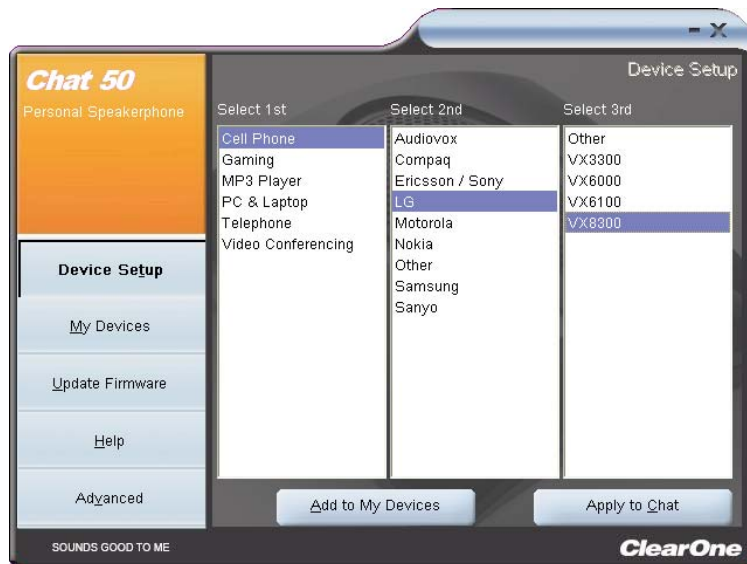 Chat 50
Personal Speakerphone
Device Setup
My Devices
Update Firmware
Help
Advanced
SOUNDS GOOD TO ME
Device Setup
Select 1st
Cell Phone
Gaming
MP3 Player
PC & Laptop
Telephone
Video Conferencing
Select 2nd
Audiovox
Compaq
Ericsson / Sony
LG
Motorola
Nokia
Other
Samsung
Sanyo
Select 3rd
Other
VX3300
VX6000
VX6100
VX8300
Add to My Devices
Apply to Chat
ClearOne